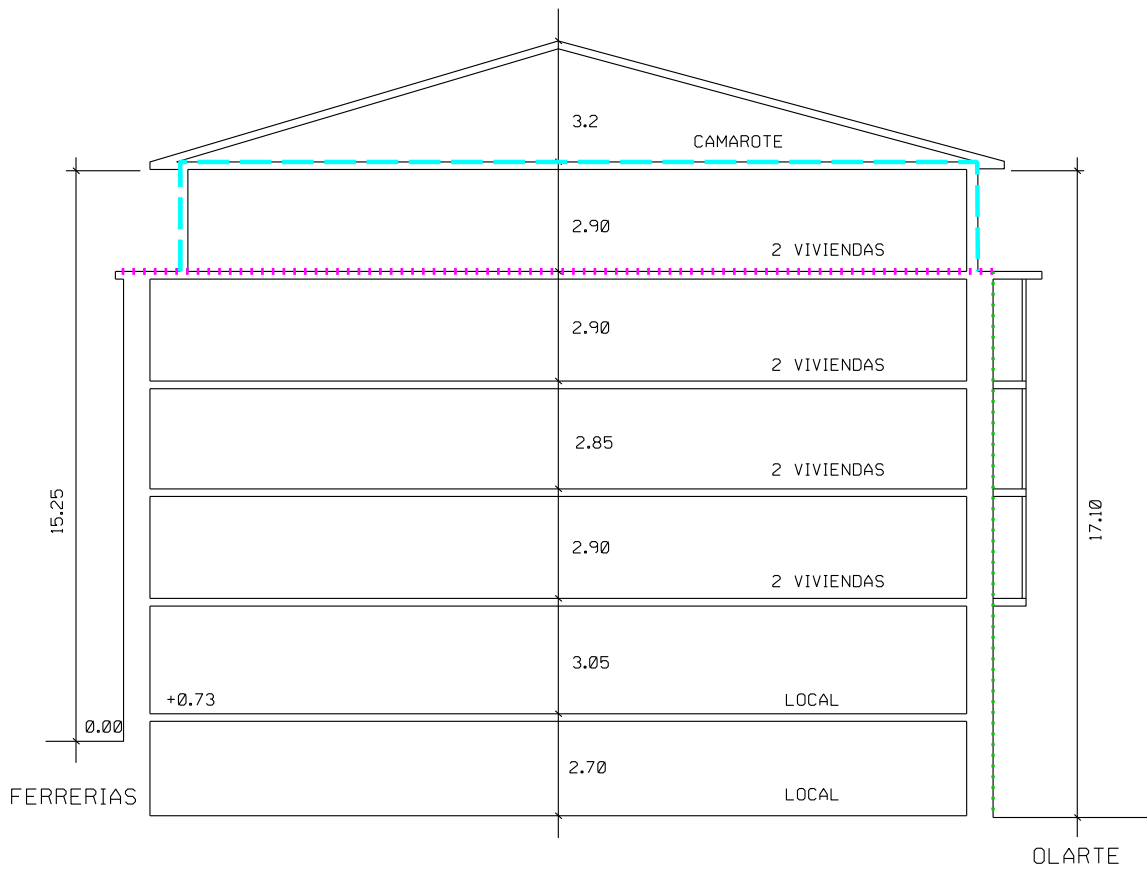 3.2
CAMAROTE
2.90
2 VIVIENDAS
2.90
2 VIVIENDAS
2.85
2 VIVIENDAS
15.25
17.10
2.90
2 VIVIENDAS
3.05
+0.73
LOCAL
0.00
2.70
FERRERIAS
LOCAL
OLARTE